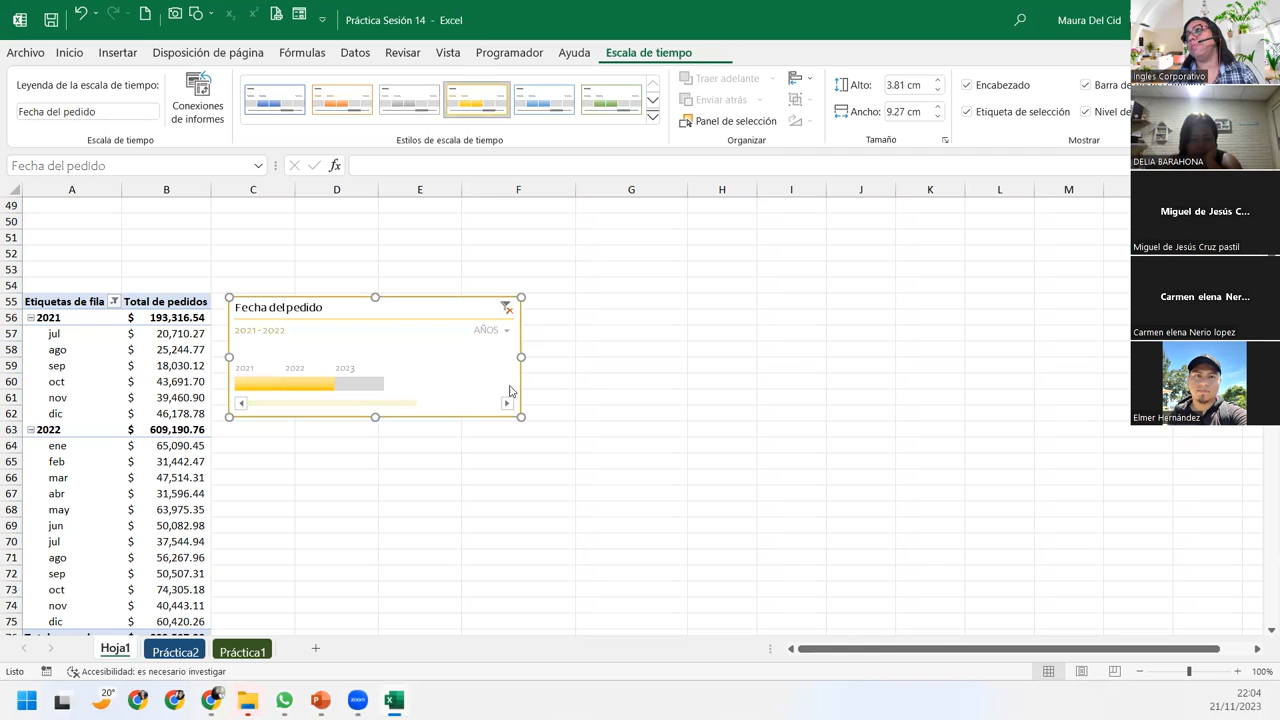 Práctica Sesión 14 - Excel
Maura Del Cid
Archivo Inicio Insertar Disposición de página Fórmulas Datos Revisar Vista Programador Ayuda Escala de tiempo
Leyenda de la escala de tiempo:
Fecha del pedido
Conexiones de informes
Escala de tiempo
Estilos de escala de tiempo
Traer adelante
Enviar atrás
Panel de selección
Organizar
Alto: 3.81 cm
Ancho: 9.27 cm
Tamaño
Encabezado
Etiqueta de selección
Barra de
Nivel de
Mostrar
Ingles Corporativo
DELIA BARAHONA
Miguel de Jesús C...
Miguel de Jesús Cruz pastil
Carmen elena Ner...
Carmen elena Nerio lopez
Elmer Hernández
Fecha del pedido
fx
A B C D E F G H I J K L M
49
50
51
52
53
54
55 Etiquetas de fila Total de pedidos
56 2021 193,316.54
57 jul $ 20,710.27
58 ago $ 25,244.77
59 sep $ 18,030.12
60 oct $ 43,691.70
61 nov $ 39,460.90
62 dic $ 46,178.78
63 2022 $ 609,190.76
64 ene $ 65,090.45
65 feb $ 31,442.47
66 mar $ 47,514.31
67 abr $ 31,596.44
68 may $ 63,975.35
69 jun $ 50,082.98
70 jul $ 37,544.94
71 ago $ 56,267.96
72 sep $ 50,507.31
73 oct $ 74,305.18
74 nov $ 40,443.11
75 dic $ 60,420.26
Fecha del pedido
2021 - 2022
AÑOS
2021 2022 2023
Hoja1 Práctica2 Práctica1
Listo
Accesibilidad: es necesario investigar
100%
20°
zoom
22:04
21/11/2023